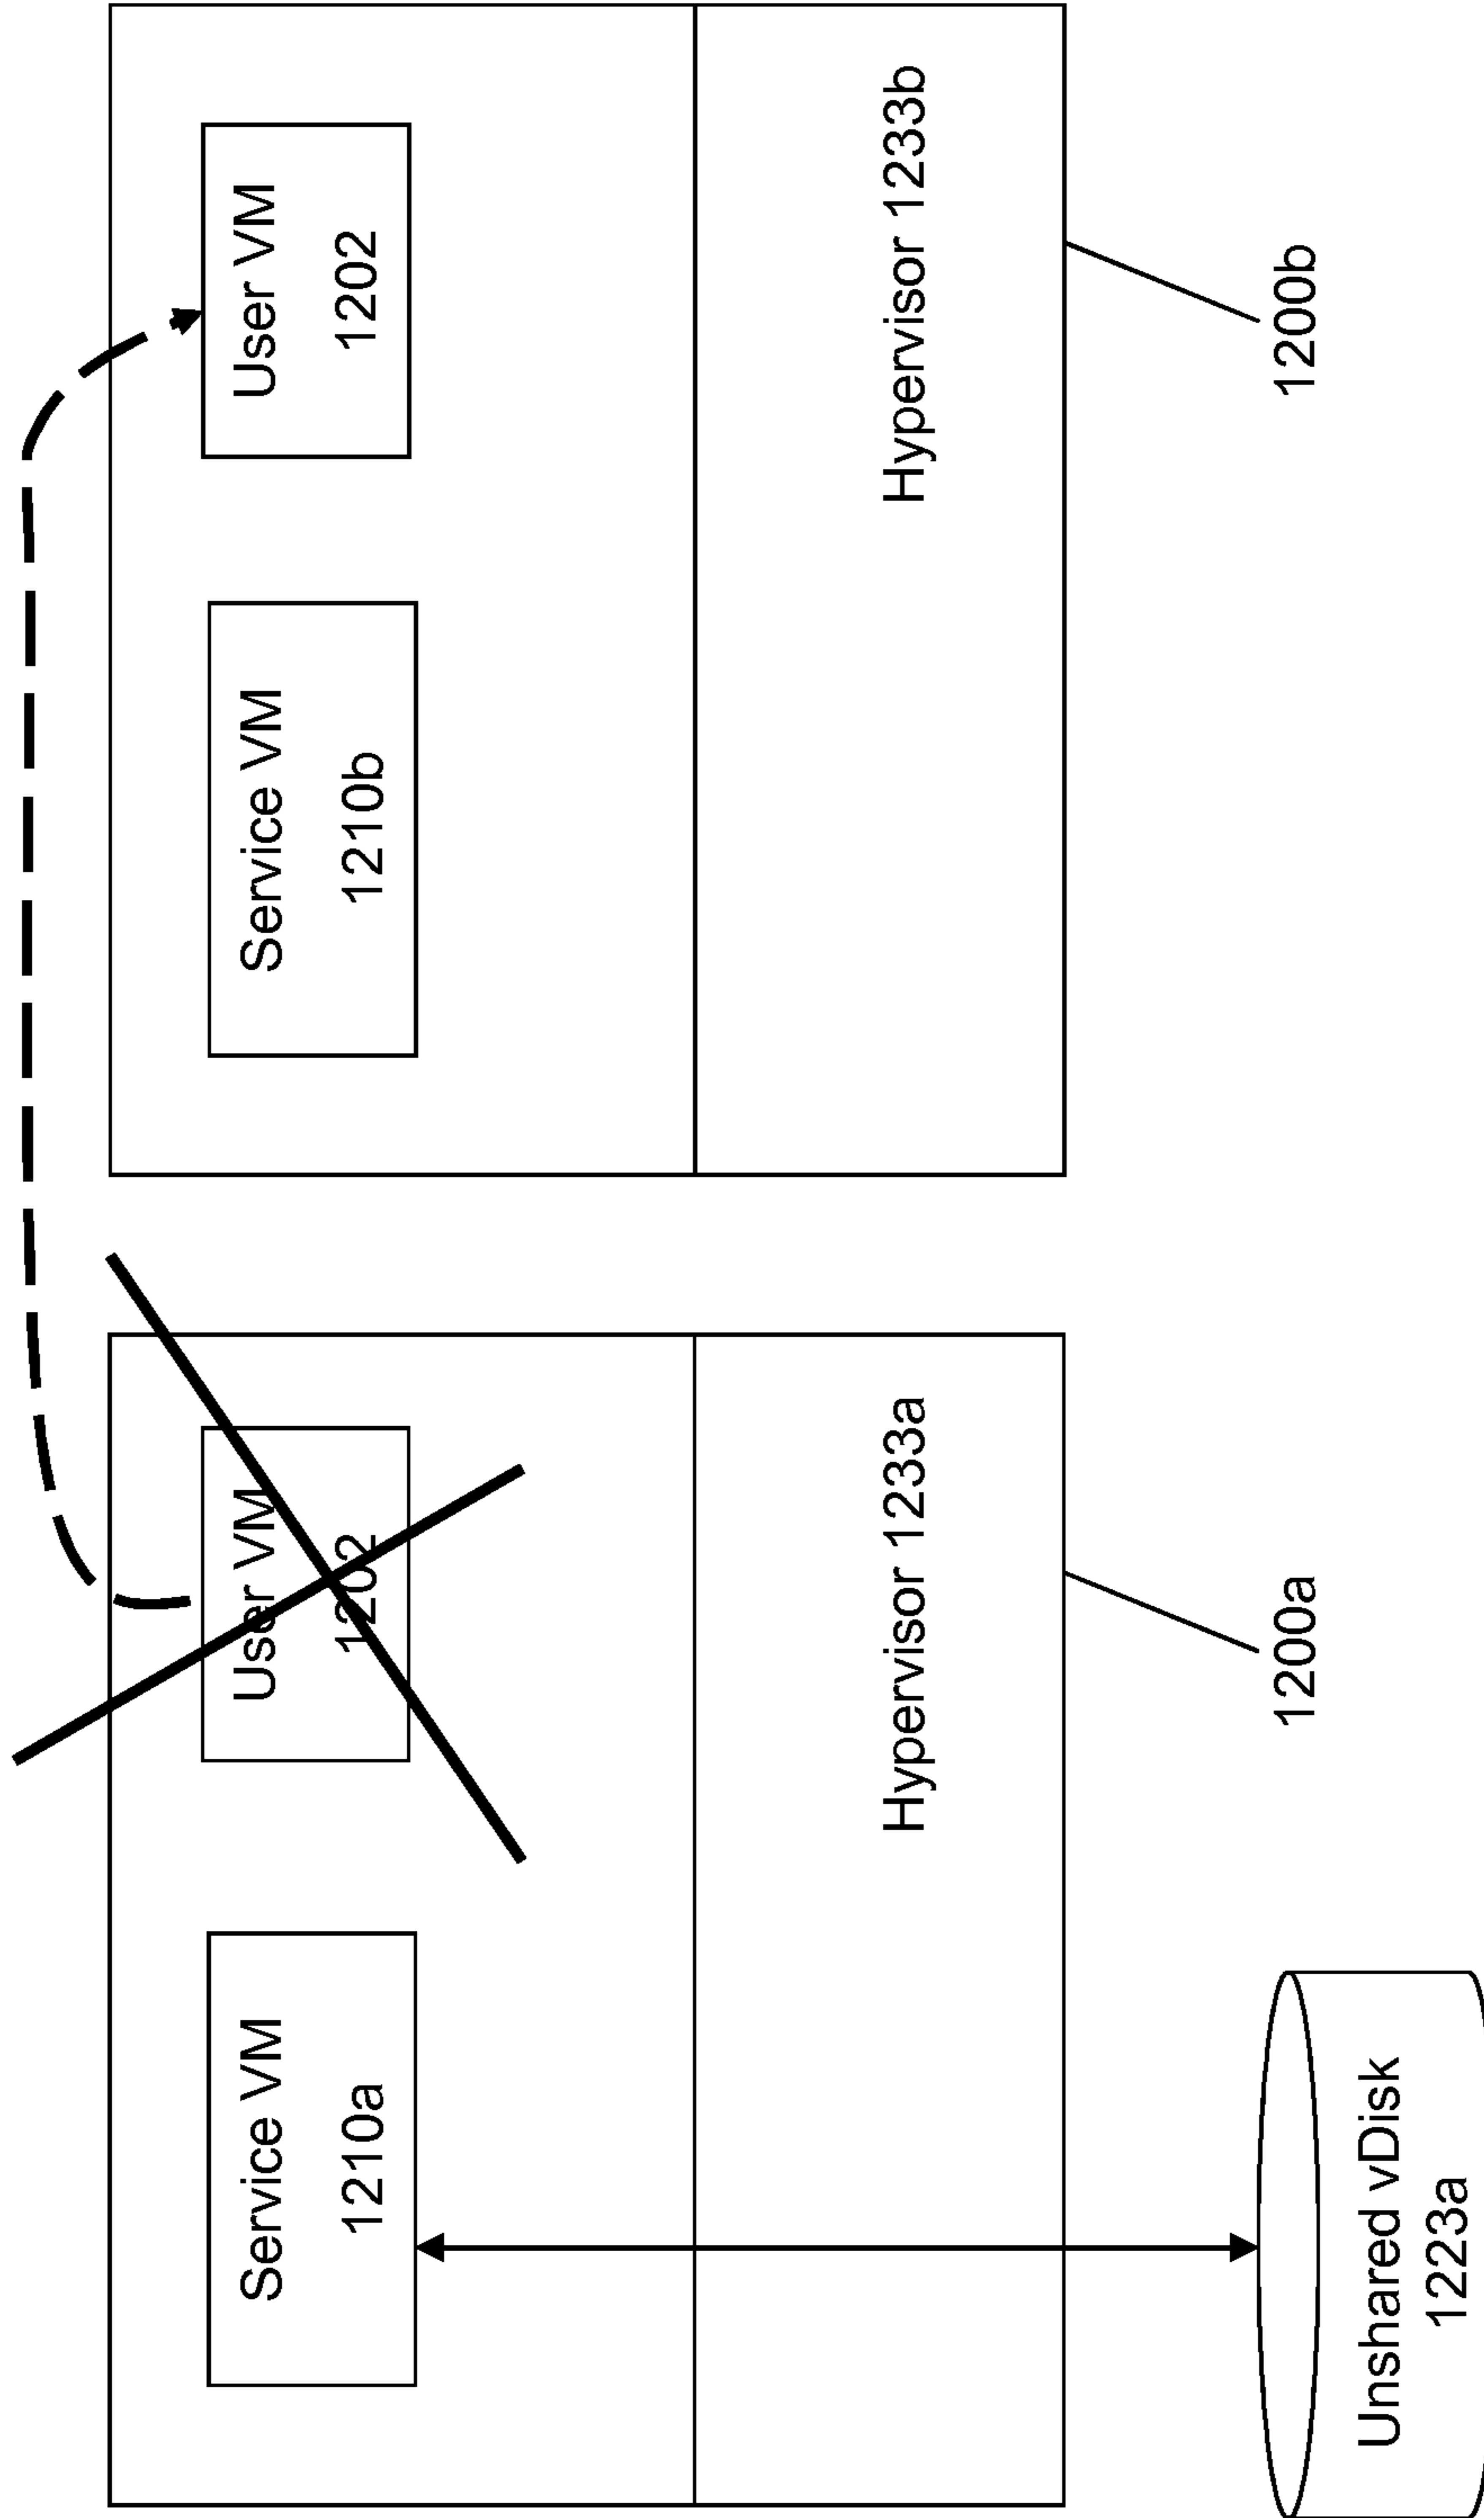 Service VM
1210a
User VM
1202
Service VM
1210b
User VM
1202
Hypervisor 1233a
Hypervisor 1233b
1200a
1200b
Unshared vDisk
1223a